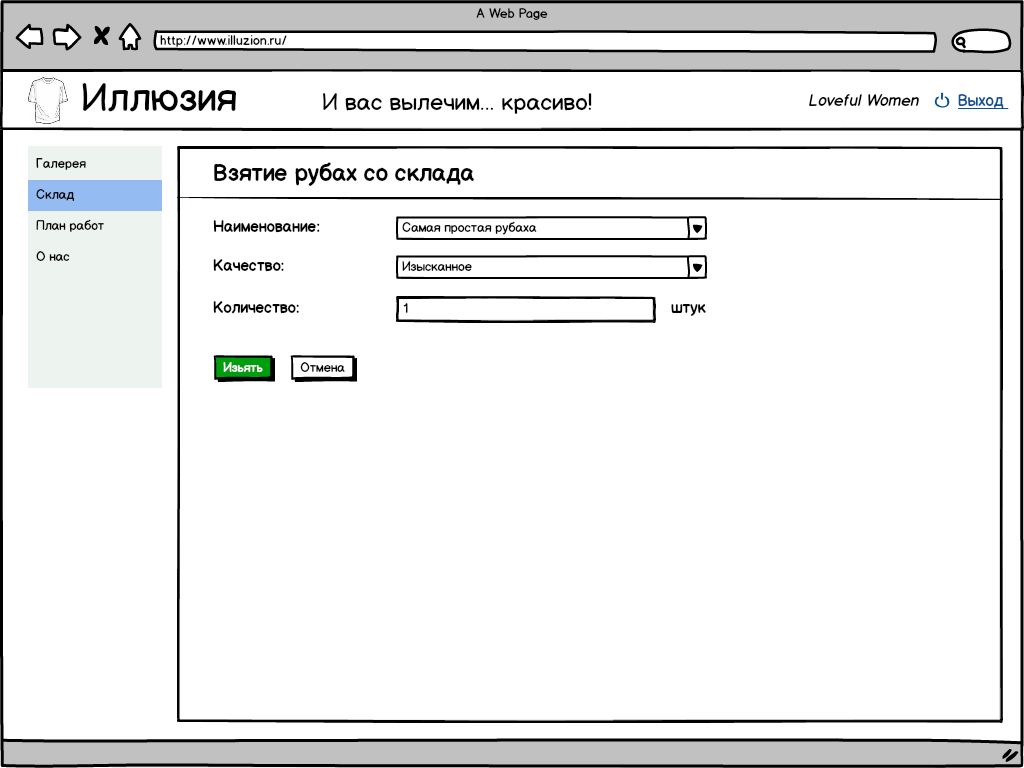 A Web Page
http://www.illuzion.ru/
Иллюзия
И вас вылечим... красиво!
Loveful Women
Выход
Галерея
Склад
План работ
О нас
Взятие рубах со склада
Наименование:
Самая простая рубаха
Качество:
Изысканное
Количество:
1
штук
Изьять
Отмена